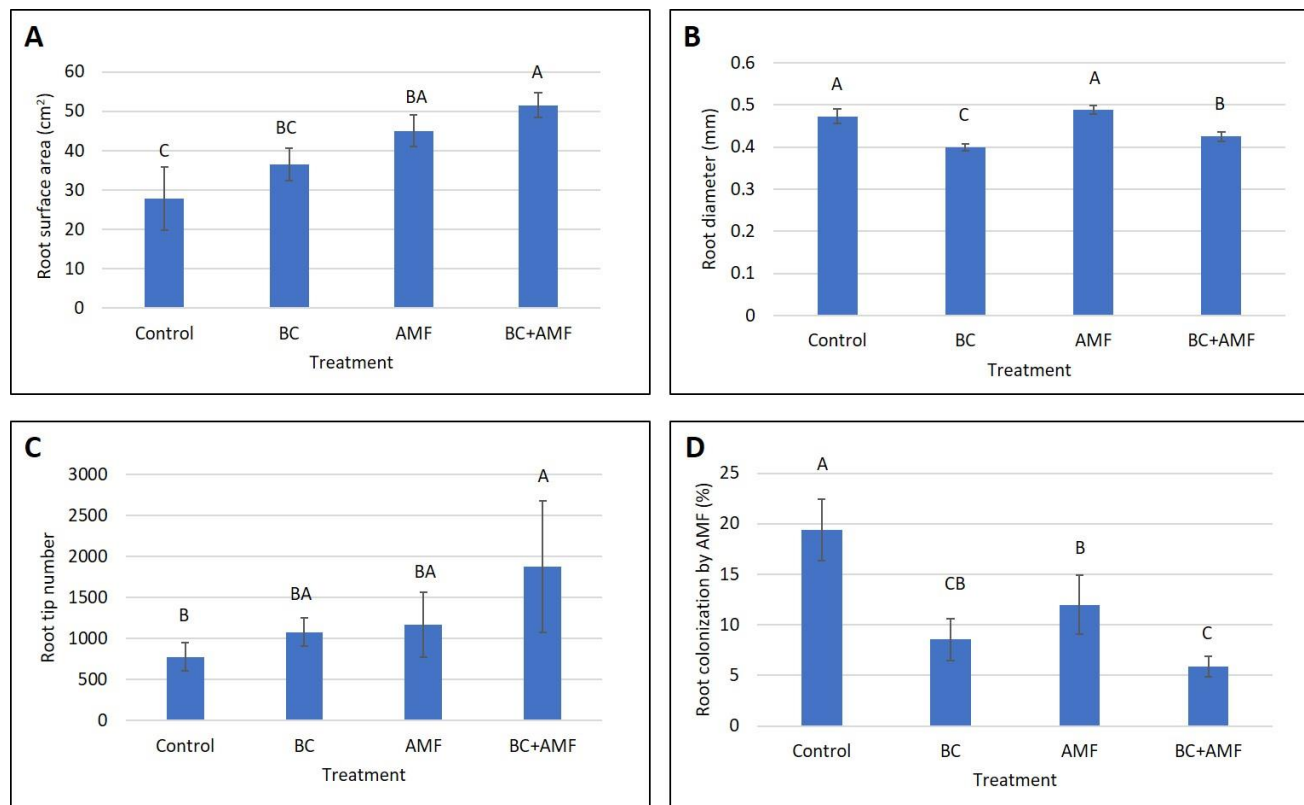 A
Root surface area (cm²)
60
50
40
30
20
10
0
C
BC
BA
A
Control BC AMF BC+AMF
Treatment
B
Root diameter (mm)
0.6
0.5
0.4
0.3
0.2
0.1
0
A
C
A
B
Control BC AMF BC+AMF
Treatment
C
Root tip number
3000
2500
2000
1500
1000
500
0
B
BA
BA
A
Control BC AMF BC+AMF
Treatment
D
Root colonization by AMF (%)
25
20
15
10
5
0
A
CB
B
C
Control BC AMF BC+AMF
Treatment